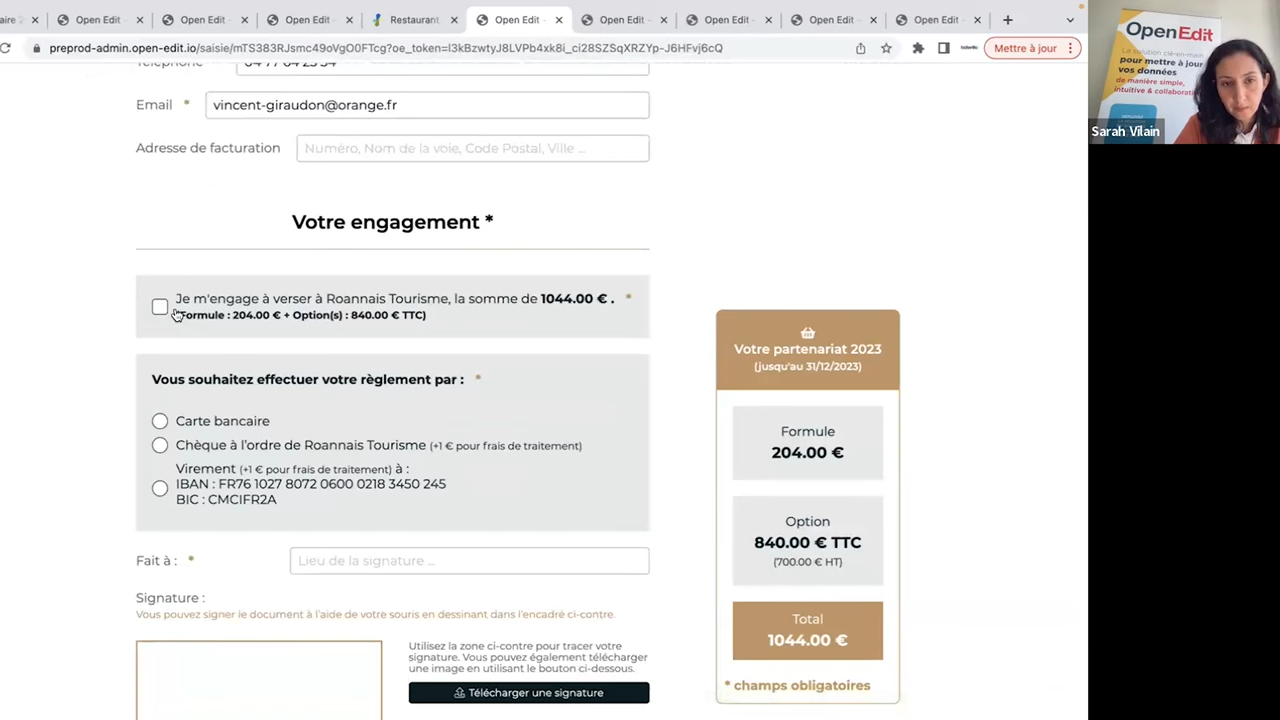 aire 2
Open Edit -
Open Edit -
Open Edit -
Restaurant
Open Edit -
Open Edit -
Open Edit -
Open Edit -
Open Edit -
preprod-admin.open-edit.io/saisie/mTS383RJsmc49oVgO0FTcg?oe_token=I3kBzwtyJ8LVPb4xk8i_ci28SZSqXRZYp-J6HFvj6cQ
Mettre à jour
Téléphone
Email *
vincent-giraudon@orange.fr
Adresse de facturation
Numéro, Nom de la voie, Code Postal, Ville ...
Votre engagement *
Je m'engage à verser à Roannais Tourisme, la somme de 1044.00 € . *
Formule : 204.00 € + Option(s) : 840.00 € TTC)
Vous souhaitez effectuer votre règlement par : *
Carte bancaire
Chèque à l'ordre de Roannais Tourisme (+1 € pour frais de traitement)
Virement (+1 € pour frais de traitement) à :
IBAN : FR76 1027 8072 0600 0218 3450 245
BIC : CMCIFR2A
Fait à : *
Lieu de la signature ...
Signature :
Vous pouvez signer le document à l'aide de votre souris en dessinant dans l'encadré ci-contre.
Utilisez la zone ci-contre pour tracer votre
signature. Vous pouvez également télécharger
une image en utilisant le bouton ci-dessous.
Télécharger une signature
Votre partenariat 2023
(jusqu'au 31/12/2023)
Formule
204.00 €
Option
840.00 € TTC
(700.00 € HT)
Total
1044.00 €
* champs obligatoires
OpenEdit
La solution clé-en-main
pour mettre à jour
vos données
de manière simple,
intuitive & collaborati
Sarah Vilain